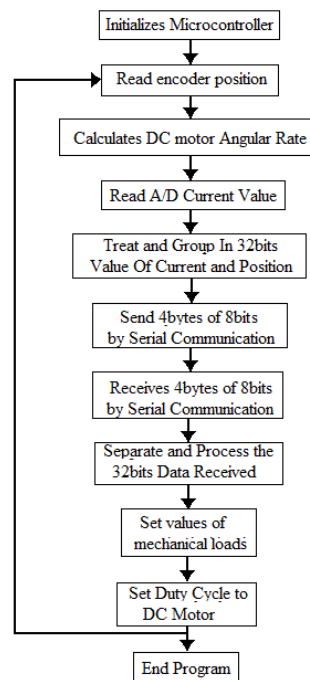 Initializes Microcontroller
Read encoder position
Calculates DC motor Angular Rate
Read A/D Current Value
Treat and Group In 32bits
Value Of Current and Position
Send 4bytes of 8bits
by Serial Communication
Receives 4bytes of 8bits
by Serial Communication
Separate and Process the
32bits Data Received
Set values of
mechanical loads
Set Duty Cycle to
DC Motor
End Program